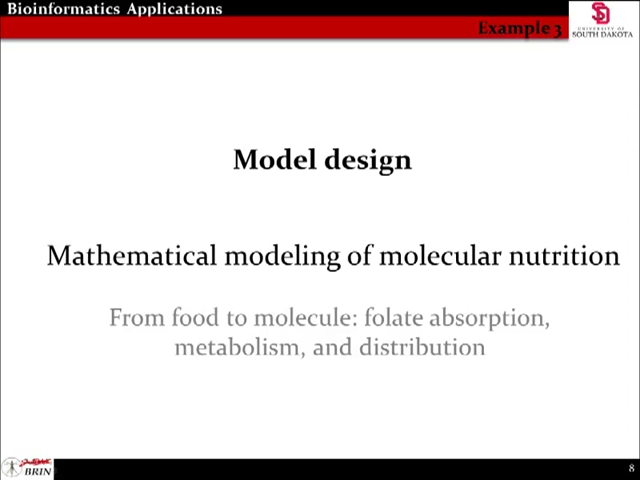 Bioinformatics Applications
Example 3
UNIVERSITY OF
SOUTH DAKOTA
Model design
Mathematical modeling of molecular nutrition
From food to molecule: folate absorption,
metabolism, and distribution
BRIN
8